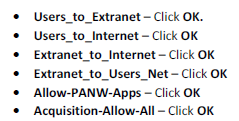 • Users_to_Extranet – Click OK.
• Users_to_Internet – Click OK
• Extranet_to_Internet – Click OK
• Extranet_to_Users_Net – Click OK
• Allow-PANW-Apps – Click OK
• Acquisition-Allow-All – Click OK